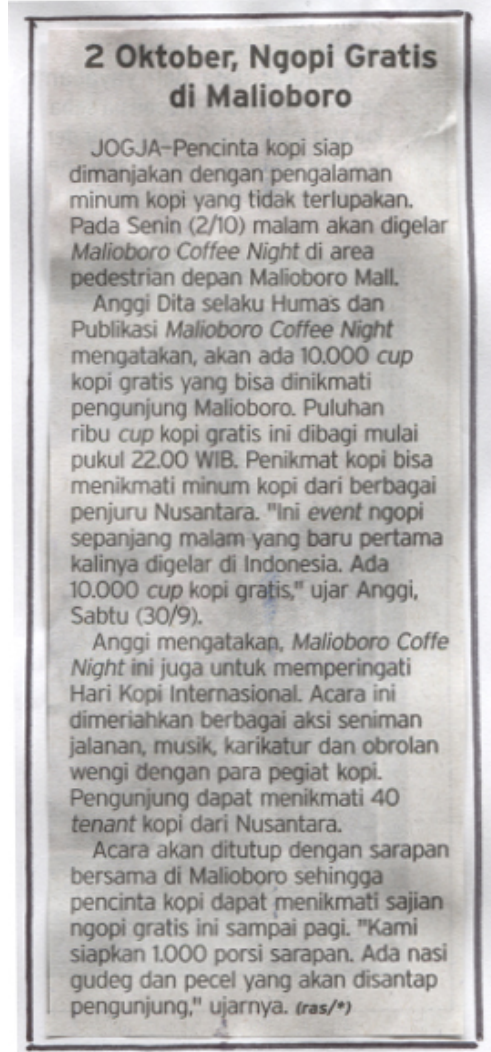 2 Oktober, Ngopi Gratis
di Malioboro
JOGJA–Pencinta kopi siap
dimanjakan dengan pengalaman
minum kopi yang tidak terlupakan.
Pada Senin (2/10) malam akan digelar
Malioboro Coffee Night di area
pedestrian depan Malioboro Mall.
Anggi Dita selaku Humas dan
Publikasi Malioboro Coffee Night
mengatakan, akan ada 10.000 cup
kopi gratis yang bisa dinikmati
pengunjung Malioboro. Puluhan
ribu cup kopi gratis ini dibagi mulai
pukul 22.00 WIB. Penikmat kopi bisa
menikmati minum kopi dari berbagai
penjuru Nusantara. "Ini event ngopi
sepanjang malam yang baru pertama
kalinya digelar di Indonesia. Ada
10.000 cup kopi gratis," ujar Anggi,
Sabtu (30/9).
Anggi mengatakan, Malioboro Coffe
Night ini juga untuk memperingati
Hari Kopi Internasional. Acara ini
dimeriahkan berbagai aksi seniman
jalanan, musik, karikatur dan obrolan
wengi dengan para pegiat kopi.
Pengunjung dapat menikmati 40
tenant kopi dari Nusantara.
Acara akan ditutup dengan sarapan
bersama di Malioboro sehingga
pencinta kopi dapat menikmati sajian
ngopi gratis ini sampai pagi. "Kami
siapkan 1.000 porsi sarapan. Ada nasi
gudeg dan pecel yang akan disantap
pengunjung," ujarnya. (ras/*)